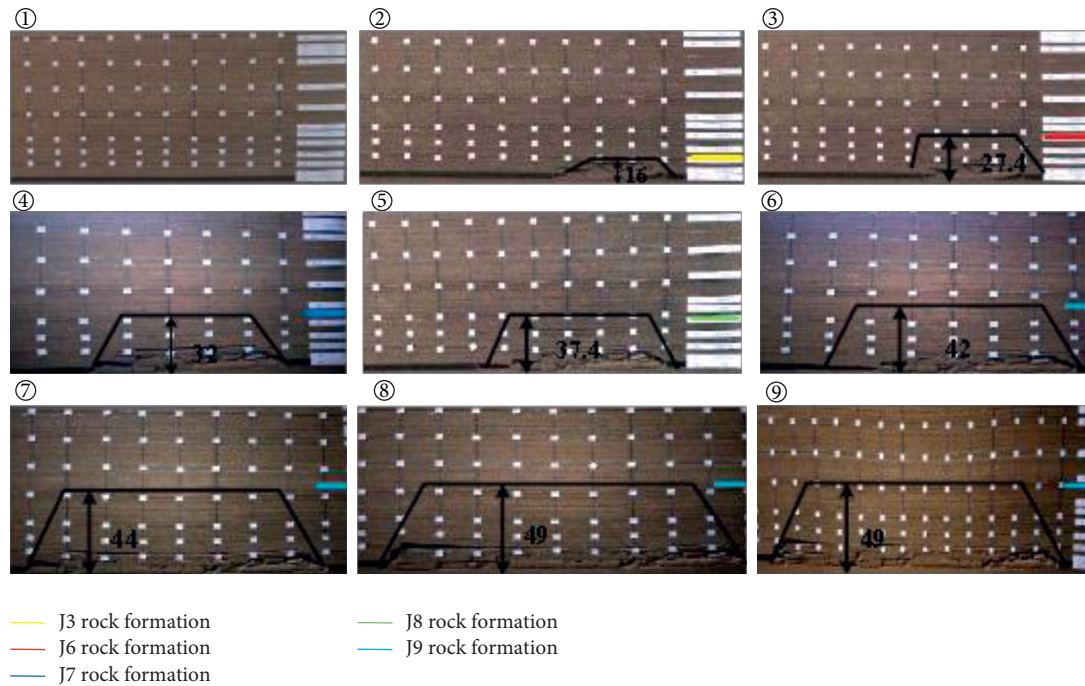 ① ② ③
16
27.4
④ ⑤ ⑥
32
37.4
42
⑦ ⑧ ⑨
44
49
49
J3 rock formation
J6 rock formation
J7 rock formation
J8 rock formation
J9 rock formation